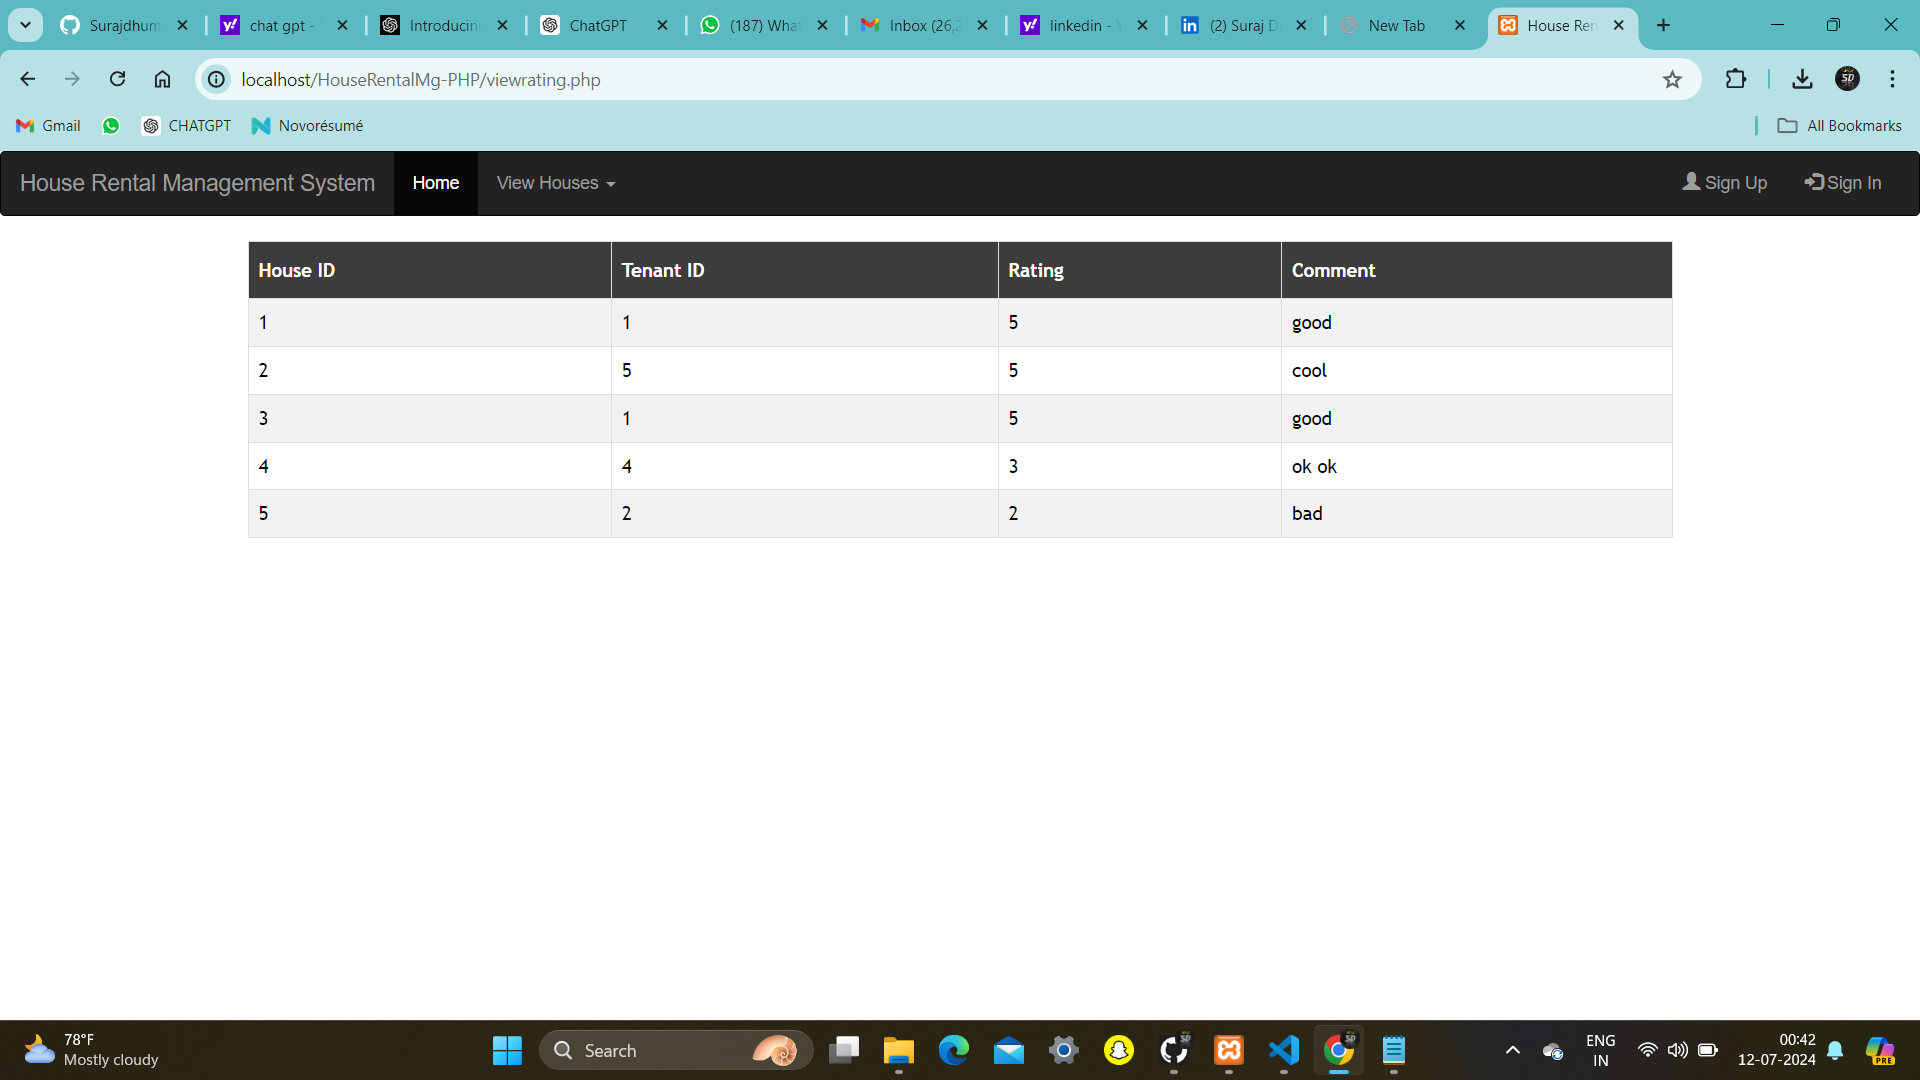 Surajdhum
chat gpt -
Introducin
ChatGPT
(187) What
Inbox (26,2
linkedin - Y
(2) Suraj D
New Tab
House Ren
localhost/HouseRentalMg-PHP/viewrating.php
SD
Gmail
CHATGPT
Novorésumé
All Bookmarks
House Rental Management System
Home
View Houses
Sign Up
Sign In
House ID Tenant ID Rating Comment
1 1 5 good
2 5 5 cool
3 1 5 good
4 4 3 ok ok
5 2 2 bad
78°F
Mostly cloudy
Search
ENG
IN
00:42
12-07-2024
PRE